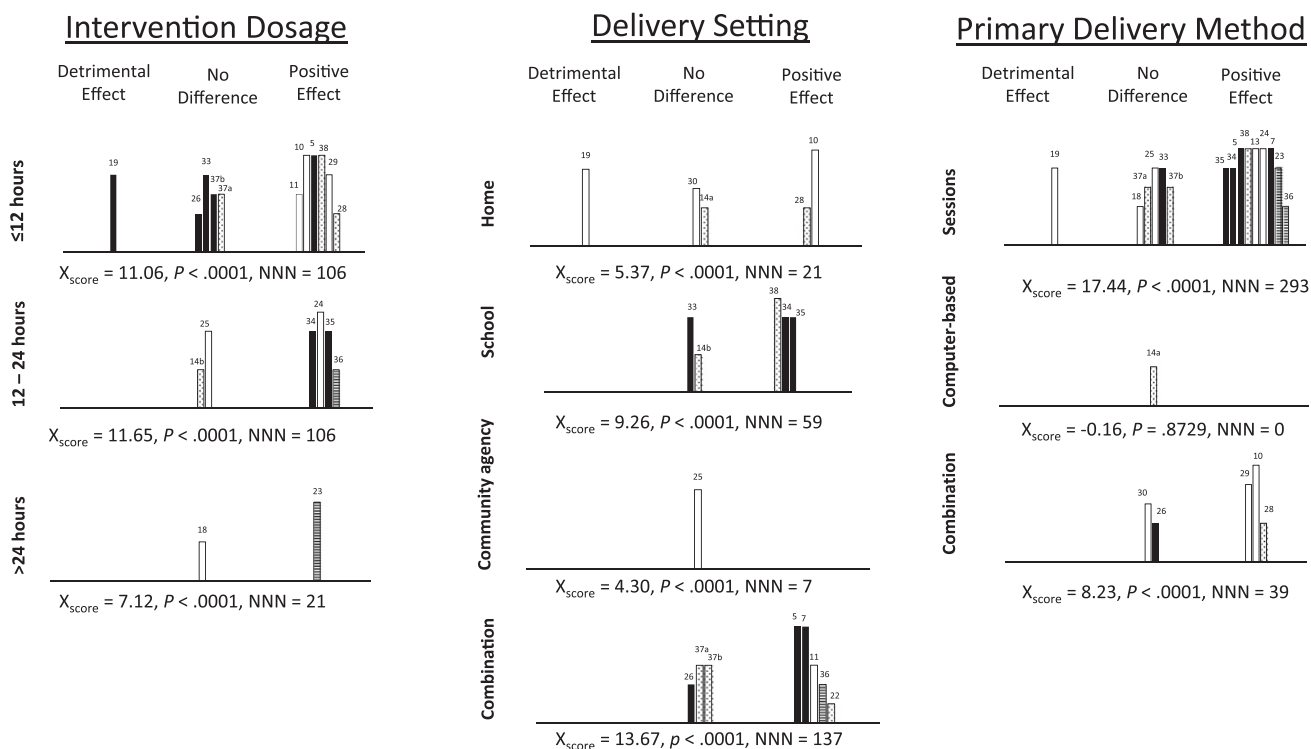 Intervention Dosage
Detrimental Effect
No Difference
Positive Effect
≤12 hours
19
26
33
37b
37a
11
10
5
38
29
28
Xscore = 11.06, P < .0001, NNN = 106
12 – 24 hours
14b
25
34
24
35
36
Xscore = 11.65, P < .0001, NNN = 106
>24 hours
18
23
Xscore = 7.12, P < .0001, NNN = 21
Delivery Setting
Detrimental Effect
No Difference
Positive Effect
Home
19
30
14a
28
10
Xscore = 5.37, P < .0001, NNN = 21
School
33
14b
38
34
35
Xscore = 9.26, P < .0001, NNN = 59
Community agency
25
Xscore = 4.30, P < .0001, NNN = 7
Combination
26
37a
37b
5
7
11
36
22
Xscore = 13.67, p < .0001, NNN = 137
Primary Delivery Method
Detrimental Effect
No Difference
Positive Effect
Sessions
19
18
37a
25
33
37b
35
34
5
38
13
24
7
23
36
Xscore = 17.44, P < .0001, NNN = 293
Computer-based
14a
Xscore = -0.16, P = .8729, NNN = 0
Combination
30
26
29
10
28
Xscore = 8.23, P < .0001, NNN = 39